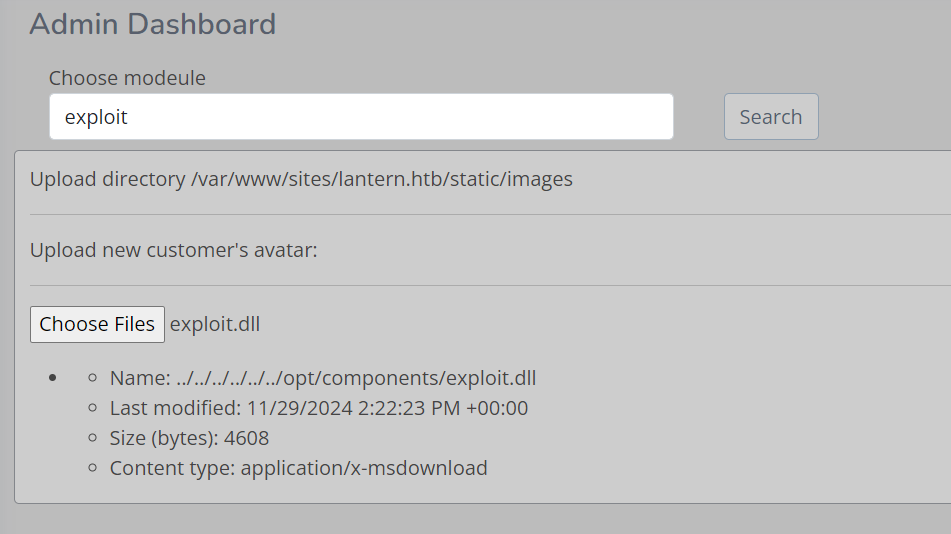 Admin Dashboard
Choose modeule
exploit
Search
Upload directory /var/www/sites/lantern.htb/static/images
Upload new customer's avatar:
Choose Files exploit.dll
Name: ../../../../../../opt/components/exploit.dll
Last modified: 11/29/2024 2:22:23 PM +00:00
Size (bytes): 4608
Content type: application/x-msdownload